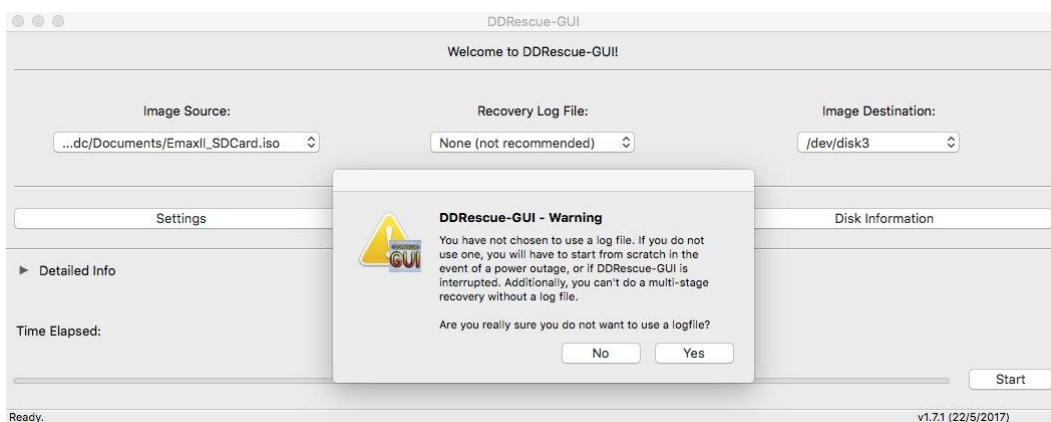 DDRescue-GUI
Welcome to DDRescue-GUI!
Image Source:
Recovery Log File:
Image Destination:
...dc/Documents/EmaxII_SDCard.iso
None (not recommended)
/dev/disk3
Settings
Disk Information
DDRescue-GUI - Warning
You have not chosen to use a log file. If you do not
use one, you will have to start from scratch in the
event of a power outage, or if DDRescue-GUI is
interrupted. Additionally, you can't do a multi-stage
recovery without a log file.
Are you really sure you do not want to use a logfile?
No
Yes
DDRESCUE
GUI
Detailed Info
Time Elapsed:
Start
Ready.
v1.7.1 (22/5/2017)